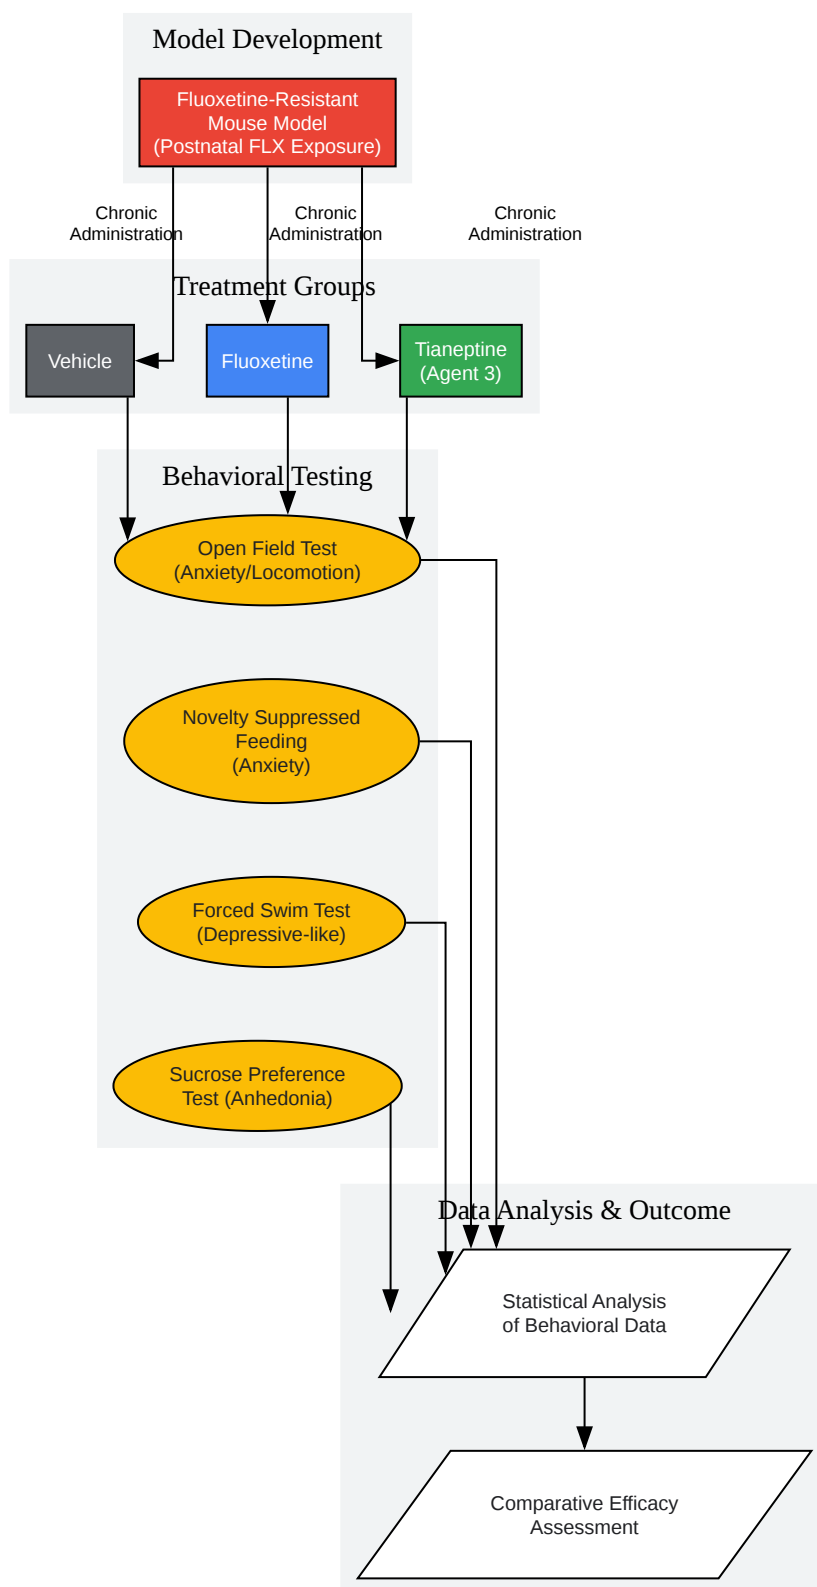 Model Development
Fluoxetine-Resistant
Mouse Model
(Postnatal FLX Exposure)
Chronic
Administration
Chronic
Administration
Chronic
Administration
Treatment Groups
Vehicle
Fluoxetine
Tianeptine
(Agent 3)
Behavioral Testing
Open Field Test
(Anxiety/Locomotion)
Novelty Suppressed
Feeding
(Anxiety)
Forced Swim Test
(Depressive-like)
Sucrose Preference
Test (Anhedonia)
Data Analysis & Outcome
Statistical Analysis
of Behavioral Data
Comparative Efficacy
Assessment